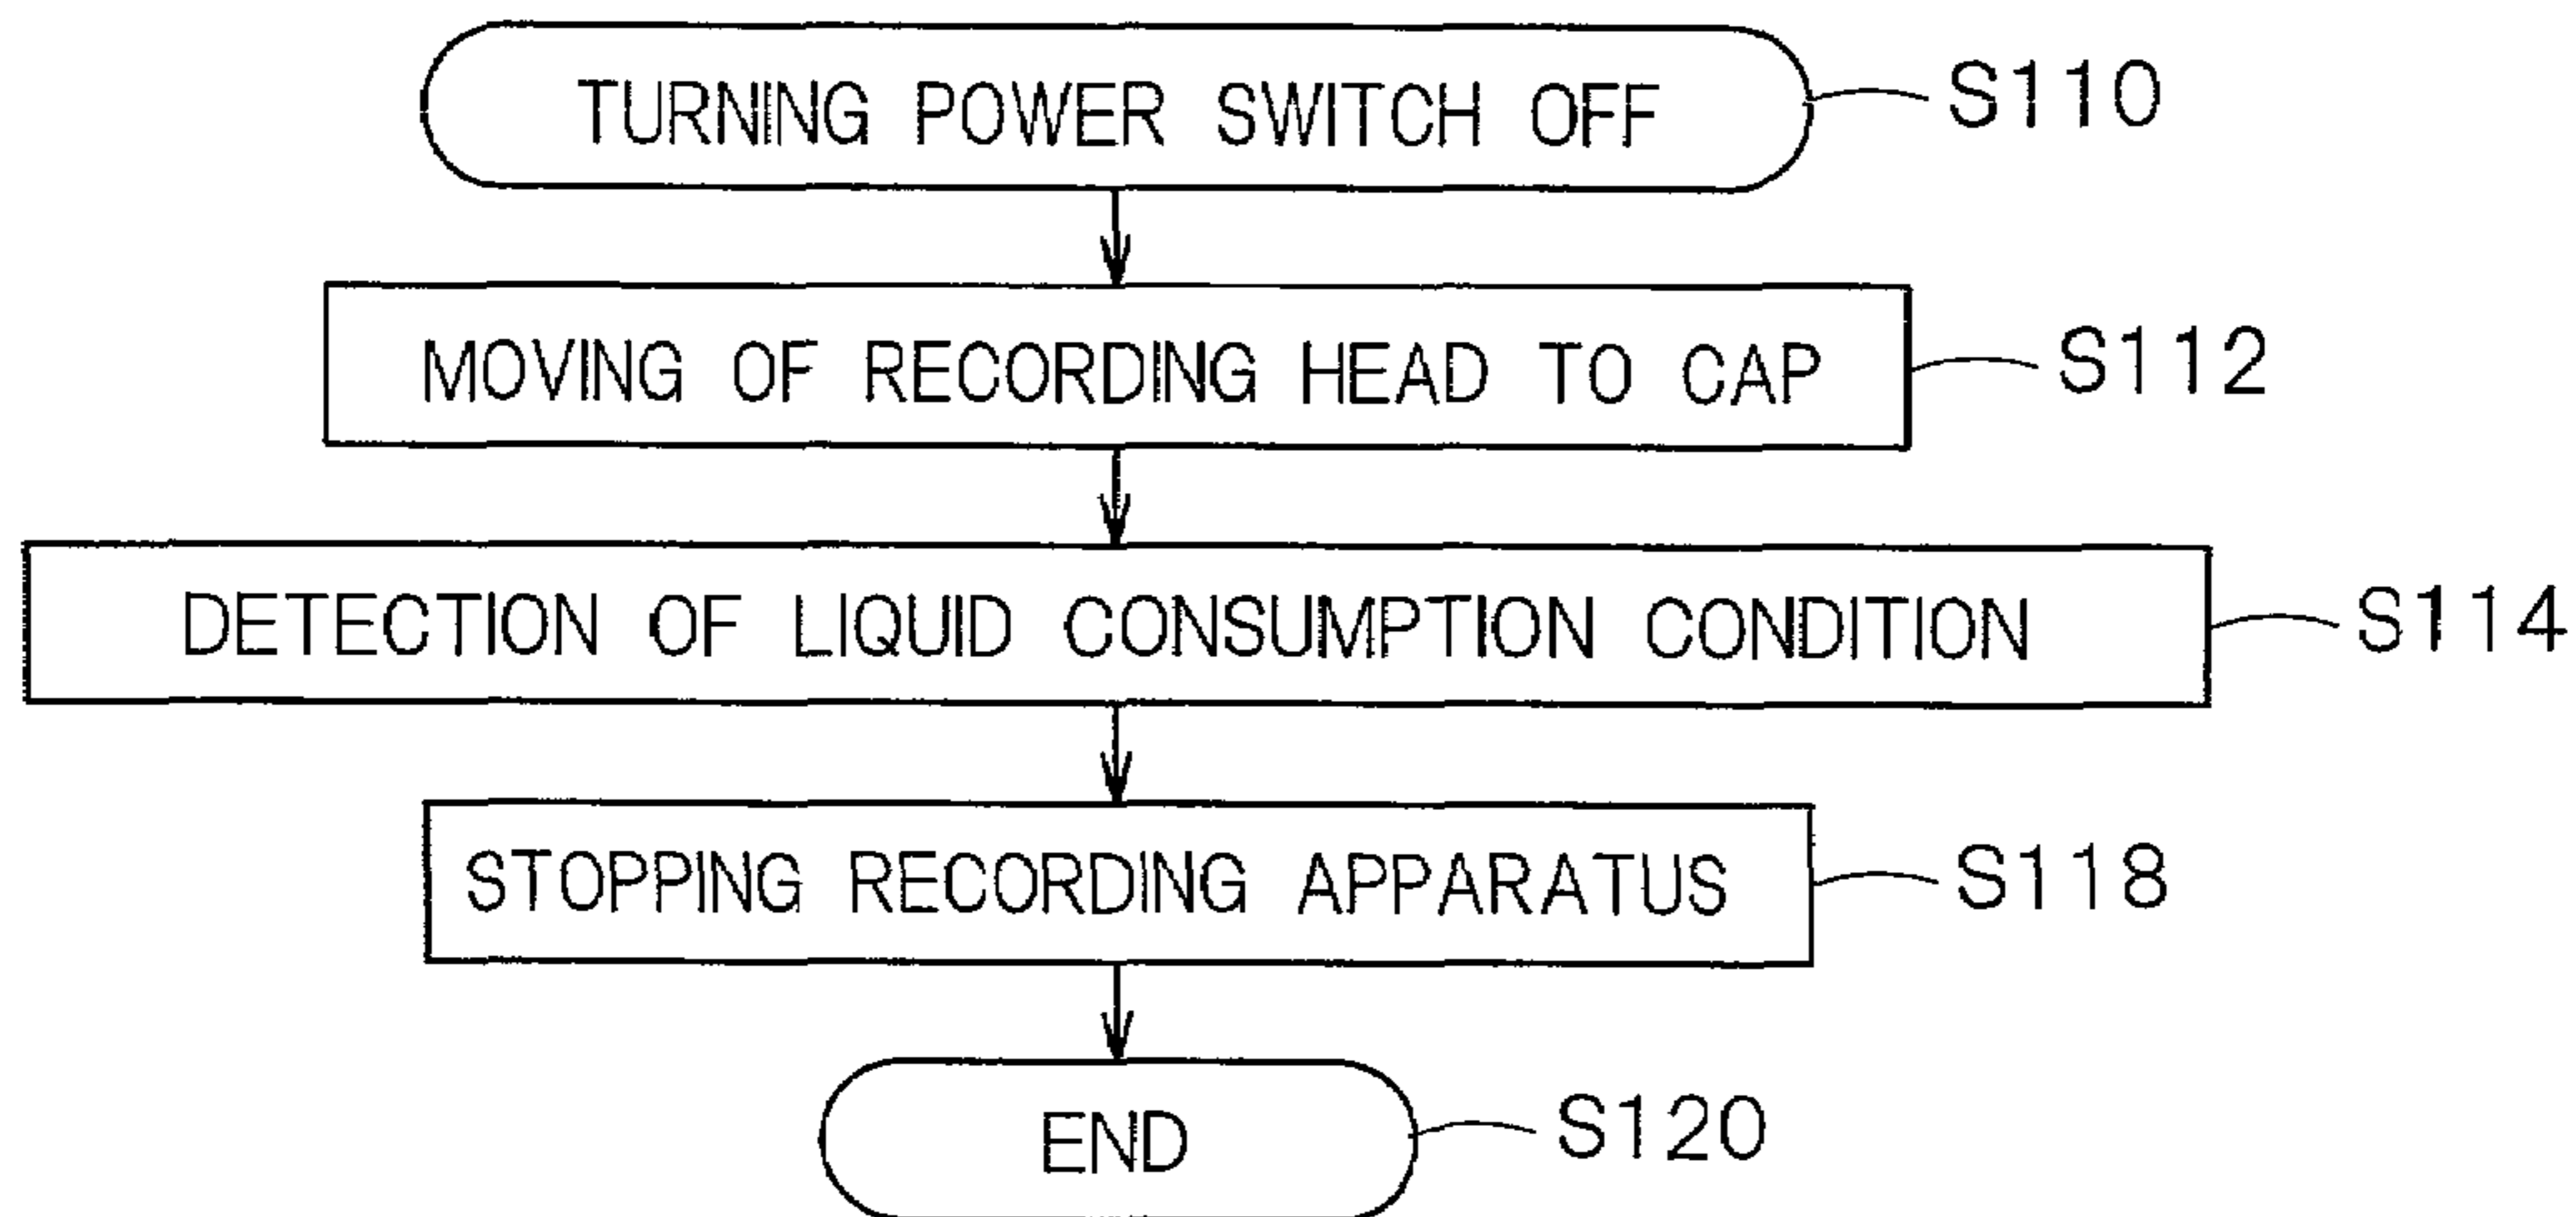 TURNING POWER SWITCH OFF S110
MOVING OF RECORDING HEAD TO CAP S112
DETECTION OF LIQUID CONSUMPTION CONDITION S114
STOPPING RECORDING APPARATUS S118
END S120